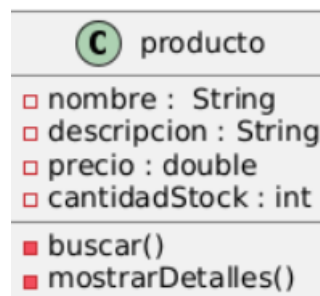 C producto
nombre : String
descripcion : String
precio : double
cantidadStock : int
buscar()
mostrarDetalles()